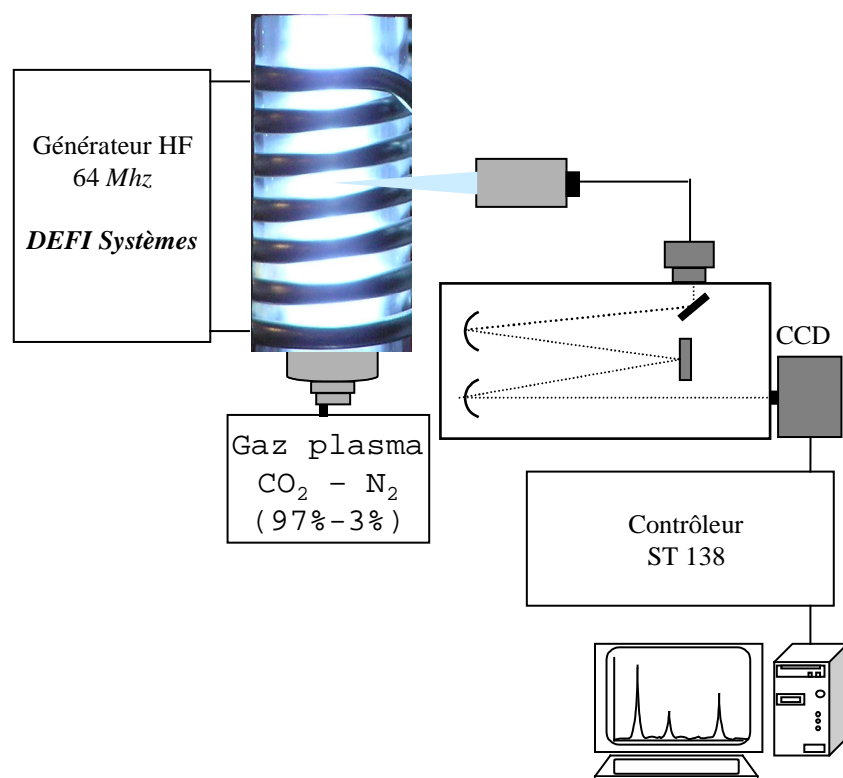 Générateur HF
64 Mhz
DEFI Systèmes
CCD
Gaz plasma
CO₂ – N₂
(97%-3%)
Contrôleur
ST 138